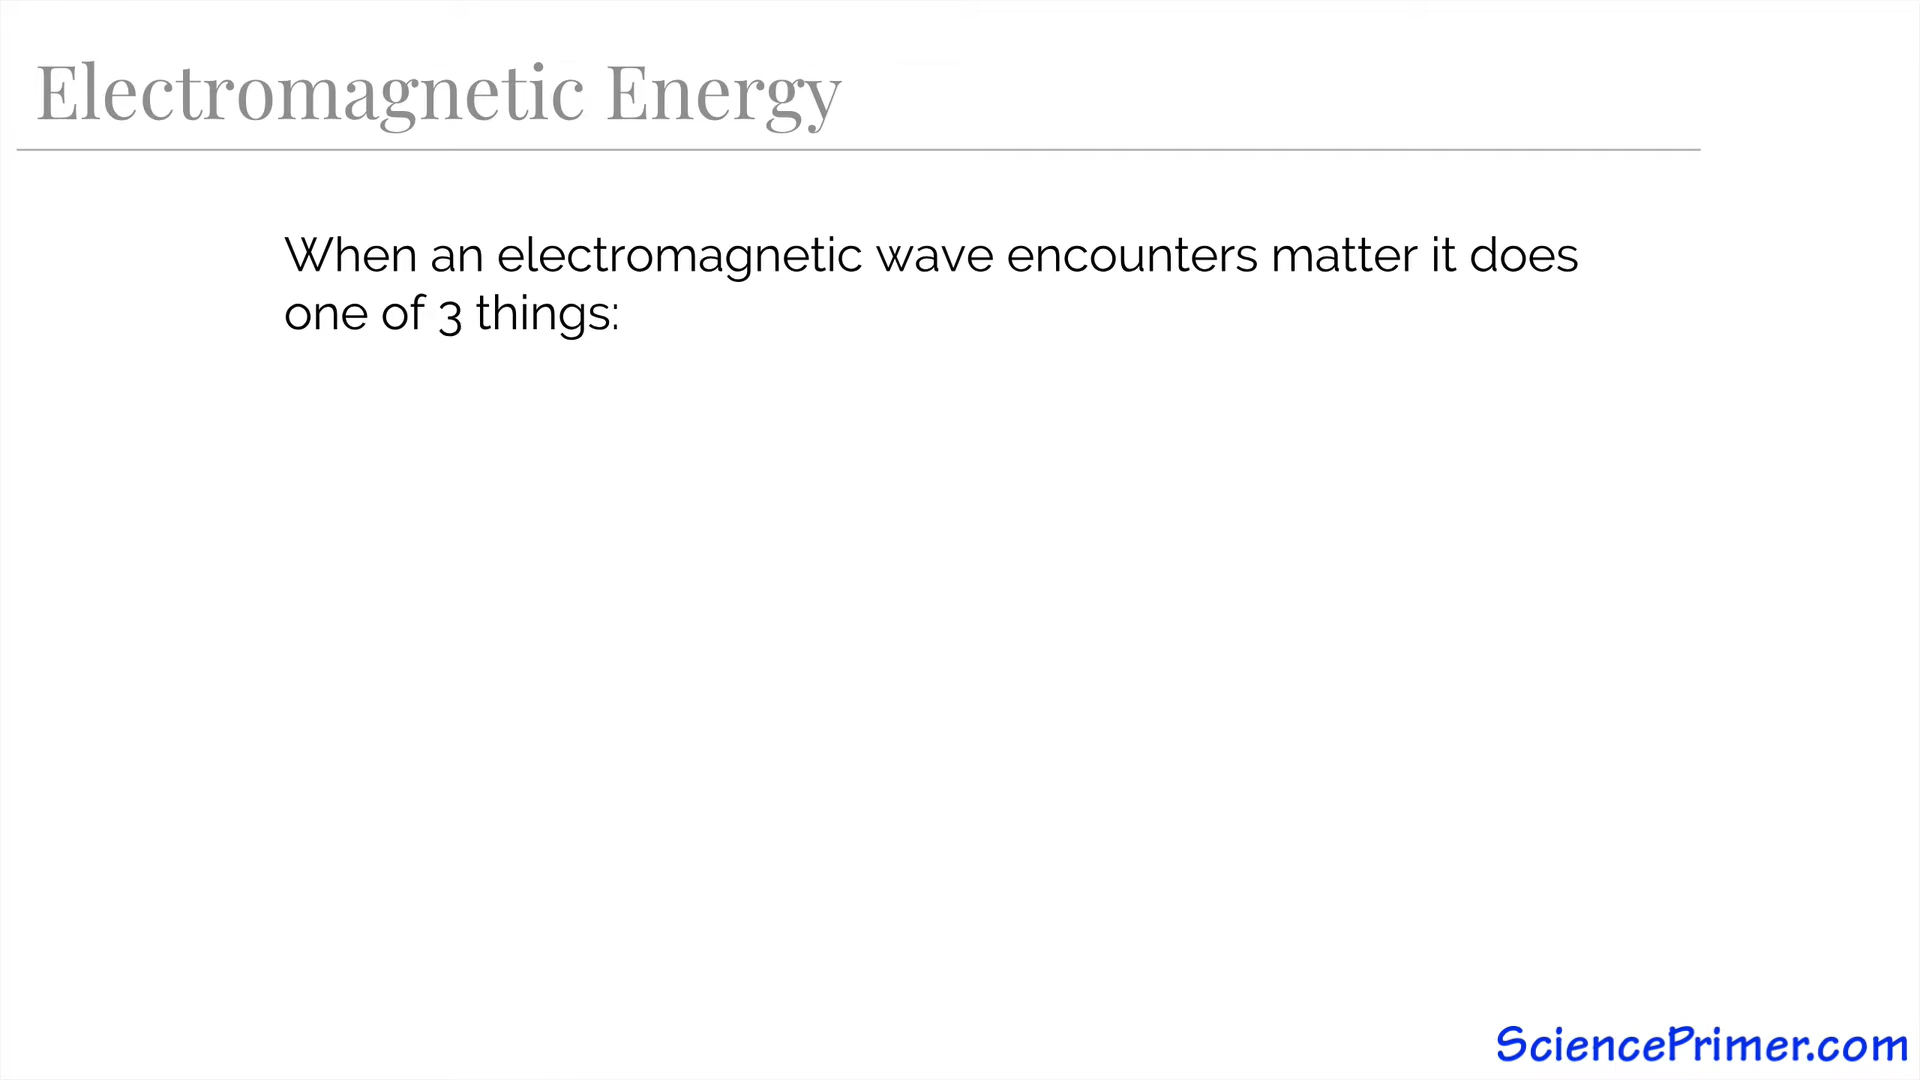 Electromagnetic Energy
When an electromagnetic wave encounters matter it does
one of 3 things:
SciencePrimer.com